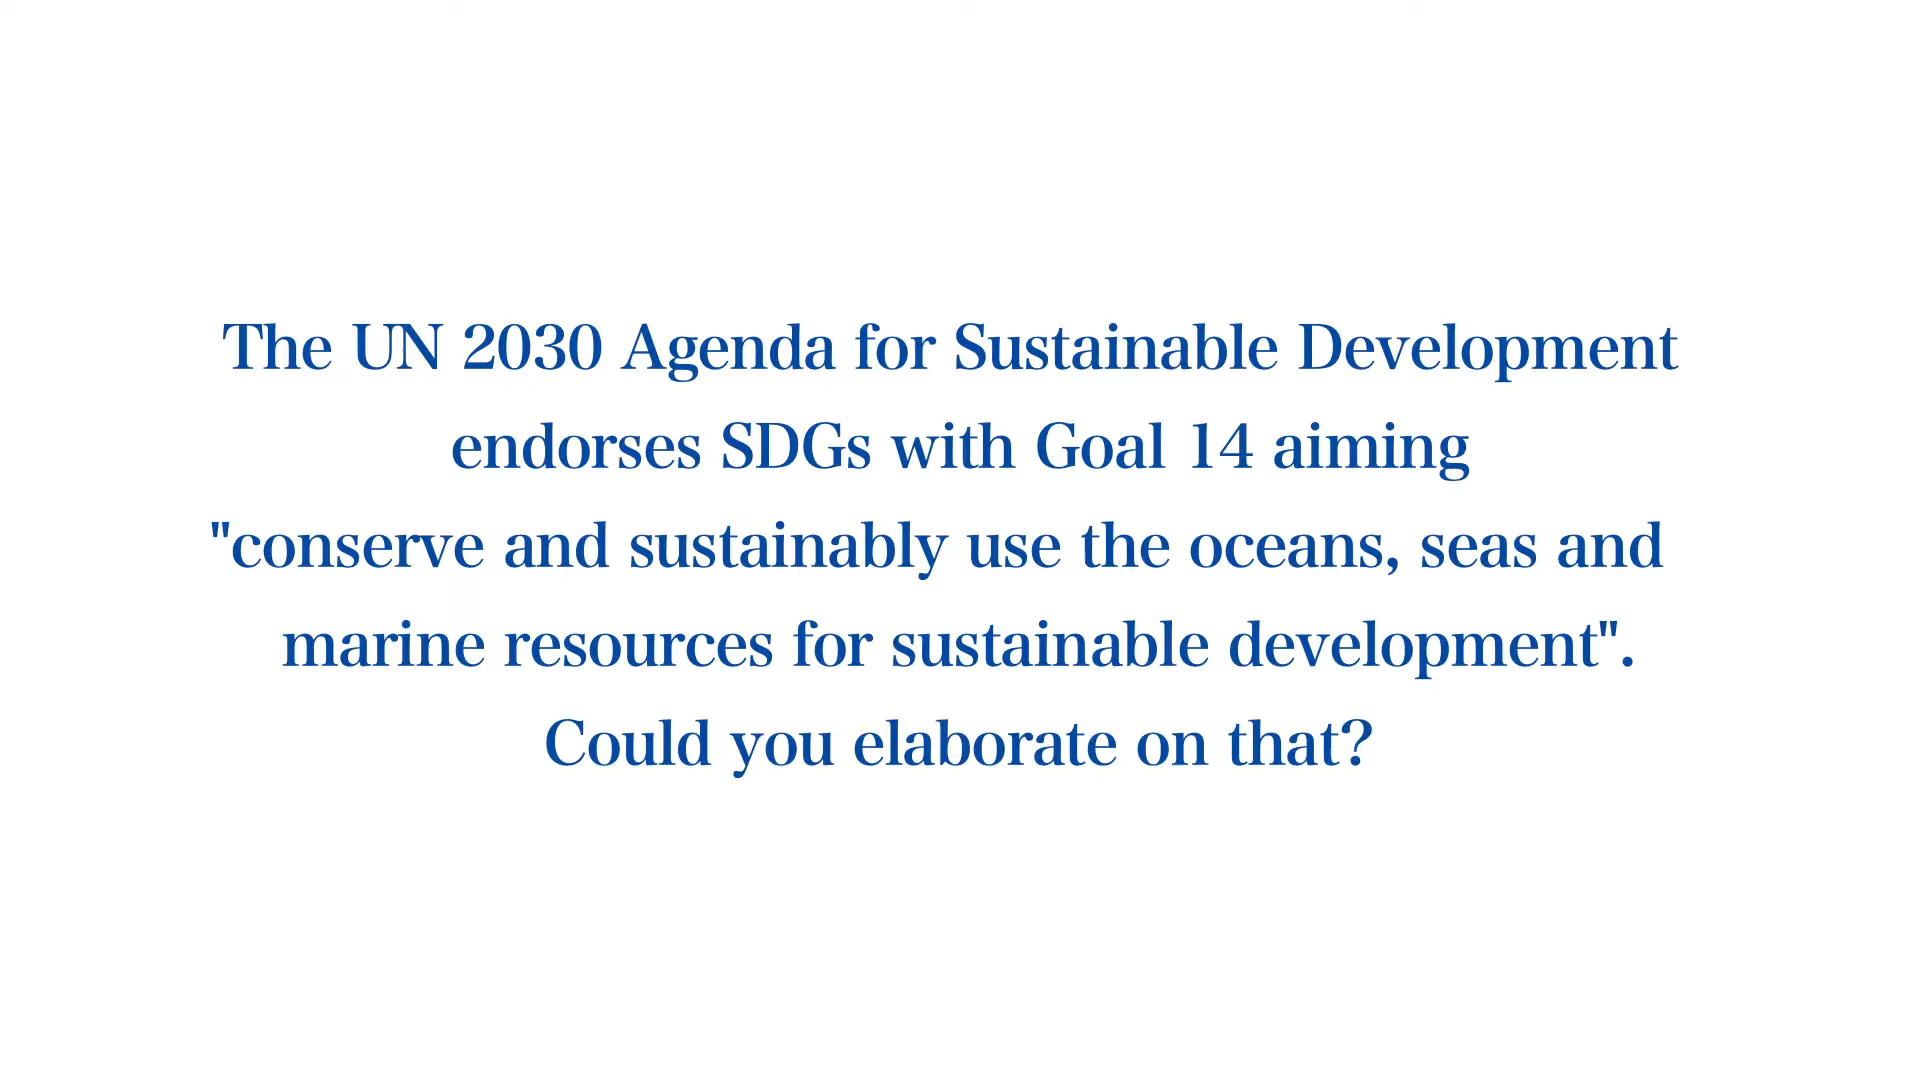 The UN 2030 Agenda for Sustainable Development
endorses SDGs with Goal 14 aiming
"conserve and sustainably use the oceans, seas and
marine resources for sustainable development".
Could you elaborate on that?